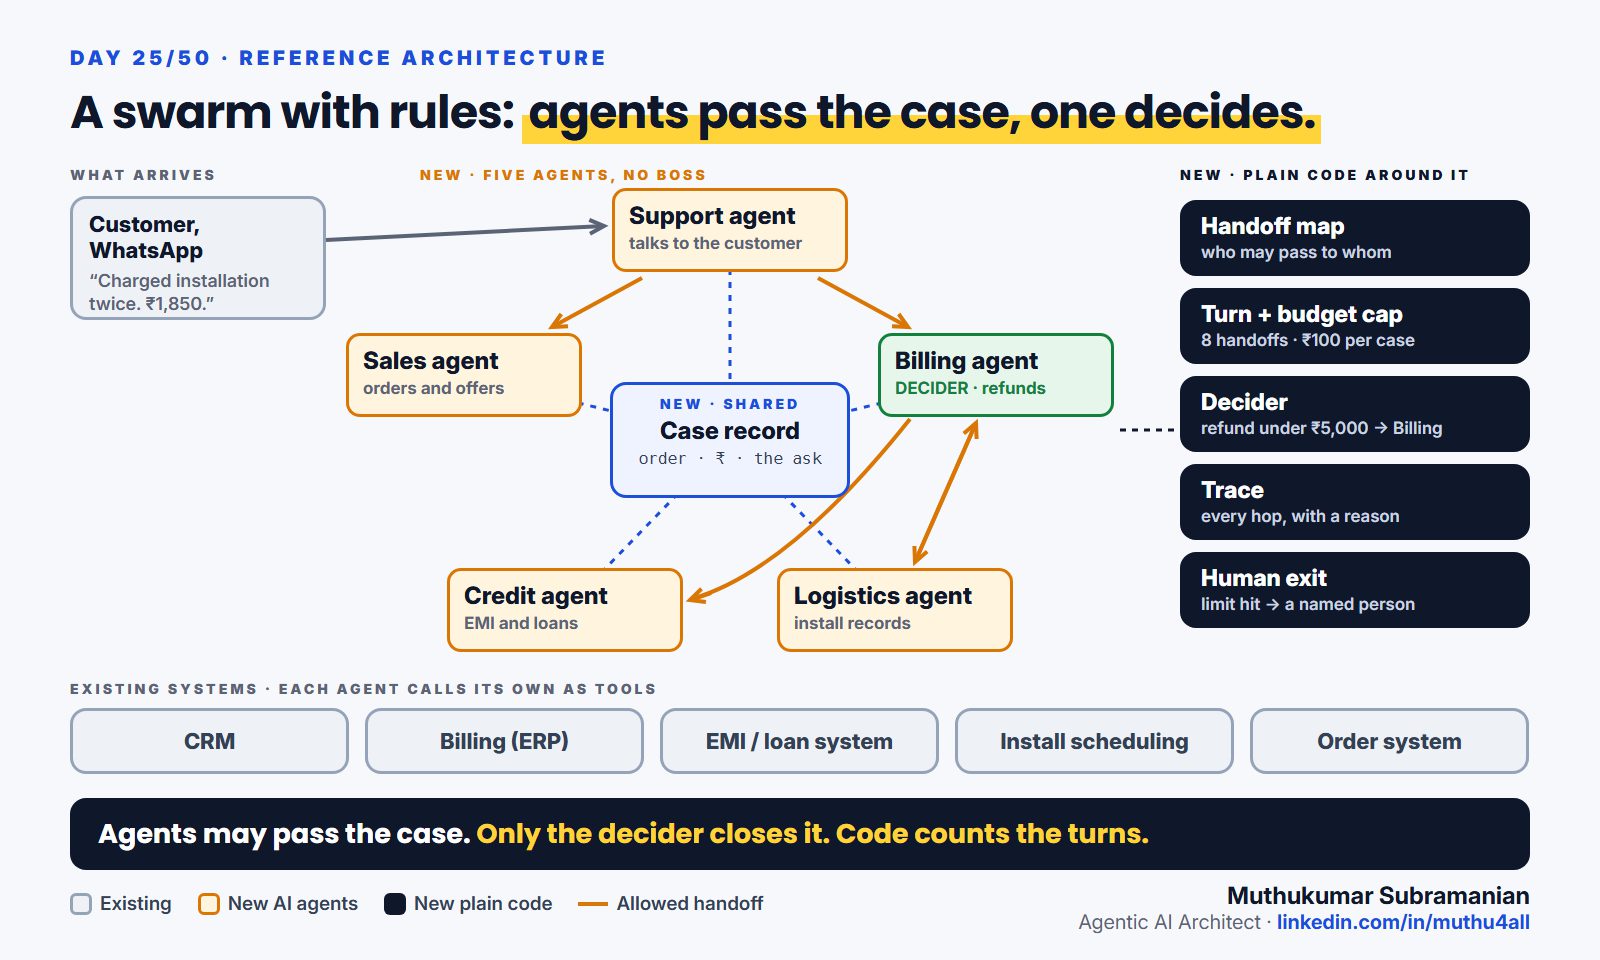 DAY 25/50 · REFERENCE ARCHITECTURE
A swarm with rules: agents pass the case, one decides.
WHAT ARRIVES
Customer,
WhatsApp
“Charged installation
twice. ₹1,850.”
NEW · FIVE AGENTS, NO BOSS
Support agent
talks to the customer
Sales agent
orders and offers
Billing agent
DECIDER · refunds
NEW · SHARED
Case record
order · ₹ · the ask
Credit agent
EMI and loans
Logistics agent
install records
NEW · PLAIN CODE AROUND IT
Handoff map
who may pass to whom
Turn + budget cap
8 handoffs · ₹100 per case
Decider
refund under ₹5,000 → Billing
Trace
every hop, with a reason
Human exit
limit hit → a named person
EXISTING SYSTEMS · EACH AGENT CALLS ITS OWN AS TOOLS
CRM
Billing (ERP)
EMI / loan system
Install scheduling
Order system
Agents may pass the case. Only the decider closes it. Code counts the turns.
Existing
New AI agents
New plain code
Allowed handoff
Muthukumar Subramanian
Agentic AI Architect · linkedin.com/in/muthu4all